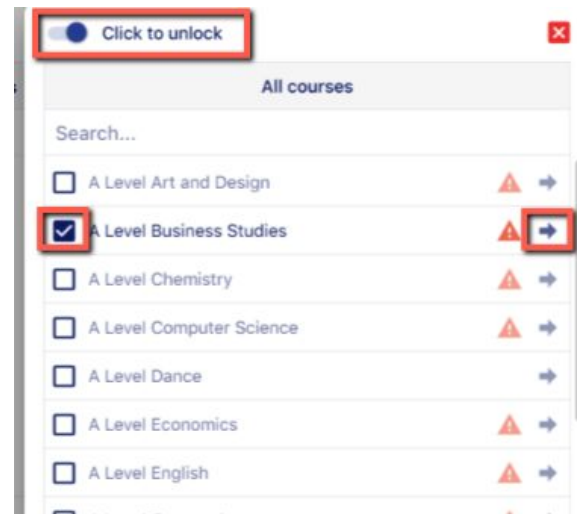 Click to unlock
All courses
Search...
A Level Art and Design
A Level Business Studies
A Level Chemistry
A Level Computer Science
A Level Dance
A Level Economics
A Level English